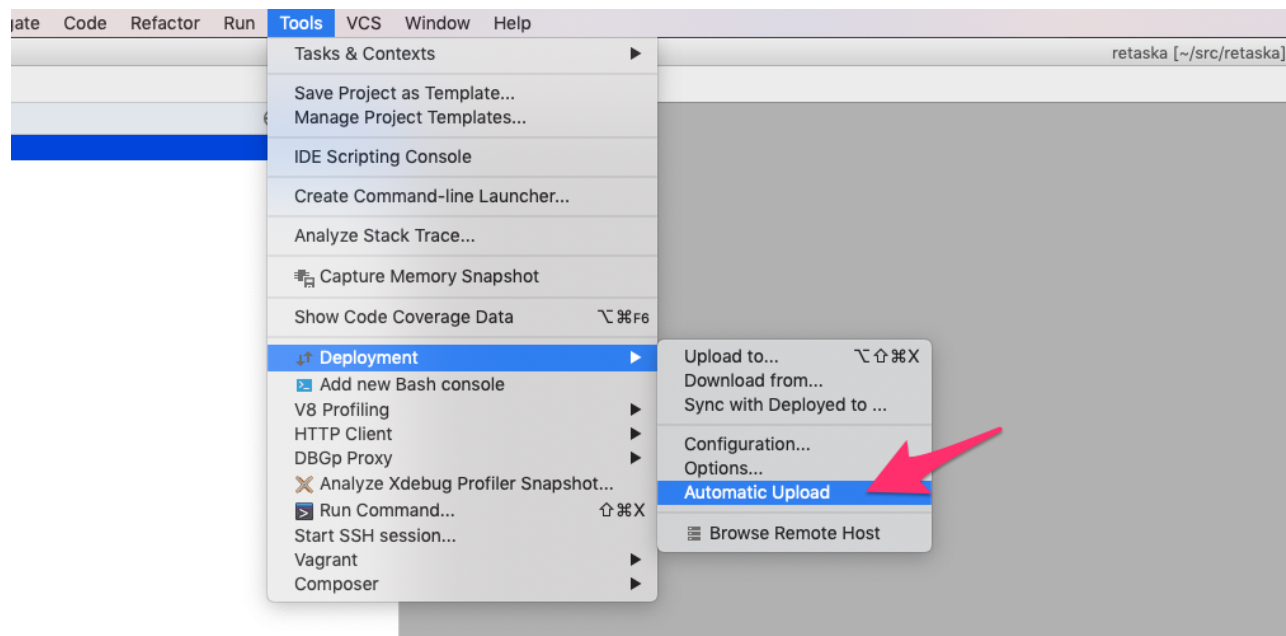 Code Refactor Run Tools VCS Window Help
retaska [~/src/retaska]
Tasks & Contexts
Save Project as Template...
Manage Project Templates...
IDE Scripting Console
Create Command-line Launcher...
Analyze Stack Trace...
Capture Memory Snapshot
Show Code Coverage Data ⌥⌘F6
Deployment
Add new Bash console
V8 Profiling
HTTP Client
DBGp Proxy
Analyze Xdebug Profiler Snapshot...
Run Command... ⇧⌘X
Start SSH session...
Vagrant
Composer
Upload to... ⌥⇧⌘X
Download from...
Sync with Deployed to ...
Configuration...
Options...
Automatic Upload
Browse Remote Host